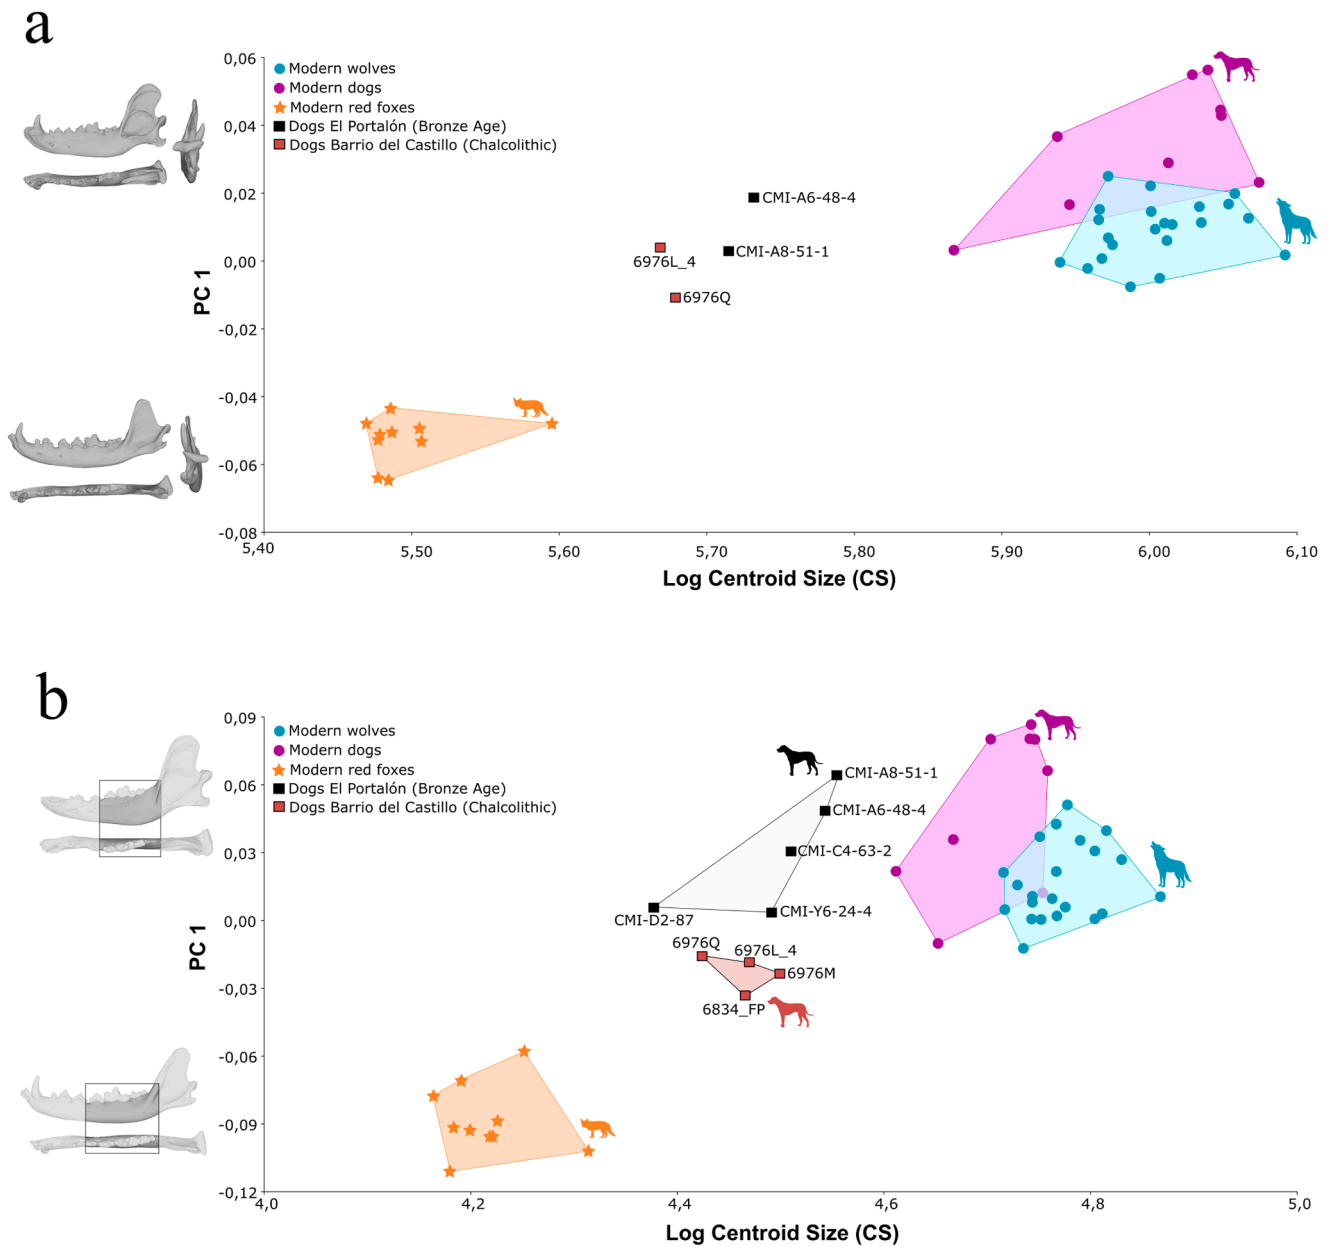 a
0,06
0,04
0,02
0,00
-0,02
-0,04
-0,06
-0,08
PC 1
Modern wolves
Modern dogs
Modern red foxes
Dogs El Portalón (Bronze Age)
Dogs Barrio del Castillo (Chalcolithic)
CMI-A6-48-4
CMI-A8-51-1
6976L_4
6976Q
5,40
5,50
5,60
5,70
5,80
5,90
6,00
6,10
Log Centroid Size (CS)
b
0,09
0,06
0,03
0,00
-0,03
-0,06
-0,09
-0,12
PC 1
Modern wolves
Modern dogs
Modern red foxes
Dogs El Portalón (Bronze Age)
Dogs Barrio del Castillo (Chalcolithic)
CMI-A8-51-1
CMI-A6-48-4
CMI-C4-63-2
CMI-D2-87
CMI-Y6-24-4
6976Q
6976L_4
6976M
6834_FP
4,0
4,2
4,4
4,6
4,8
5,0
Log Centroid Size (CS)